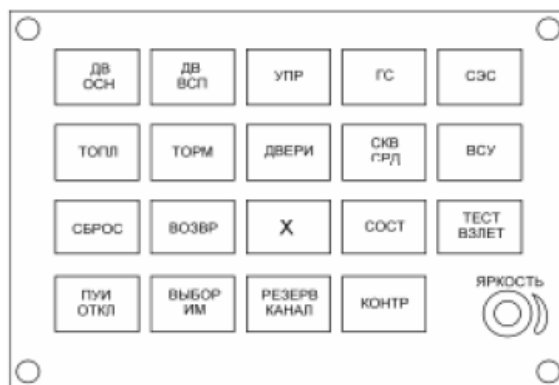 ДВ ОСН
ДВ ВСП
УПР
ГС
СЭС
ТОПЛ
ТОРМ
ДВЕРИ
СКВ СРД
ВСУ
СБРОС
ВОЗВР
X
СОСТ
ТЕСТ ВЗЛЕТ
ПУИ ОТКЛ
ВЫБОР ИМ
РЕЗЕРВ КАНАЛ
КОНТР
ЯРКОСТЬ